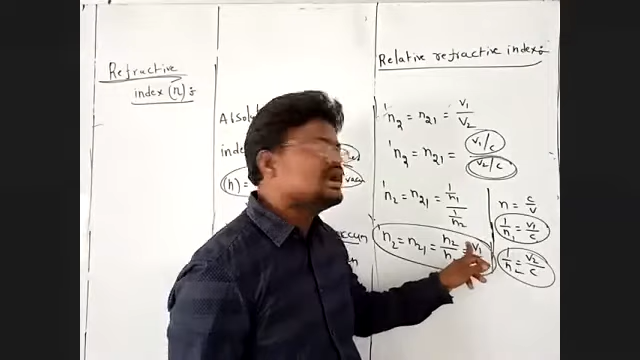 Refractive
index (n) :
Absol
inde
(n) =
vacu
Relative refractive index :
¹n₂ = n₂₁ = v₁/v₂
¹n₂ = n₂₁ = (v₁/c)/(v₂/c)
¹n₂ = n₂₁ = (1/n₁)/(1/n₂)
¹n₂ = n₂₁ = n₂/n = v₁
n = c/v
1/n₁ = v₁/c
1/n₂ = v₂/c